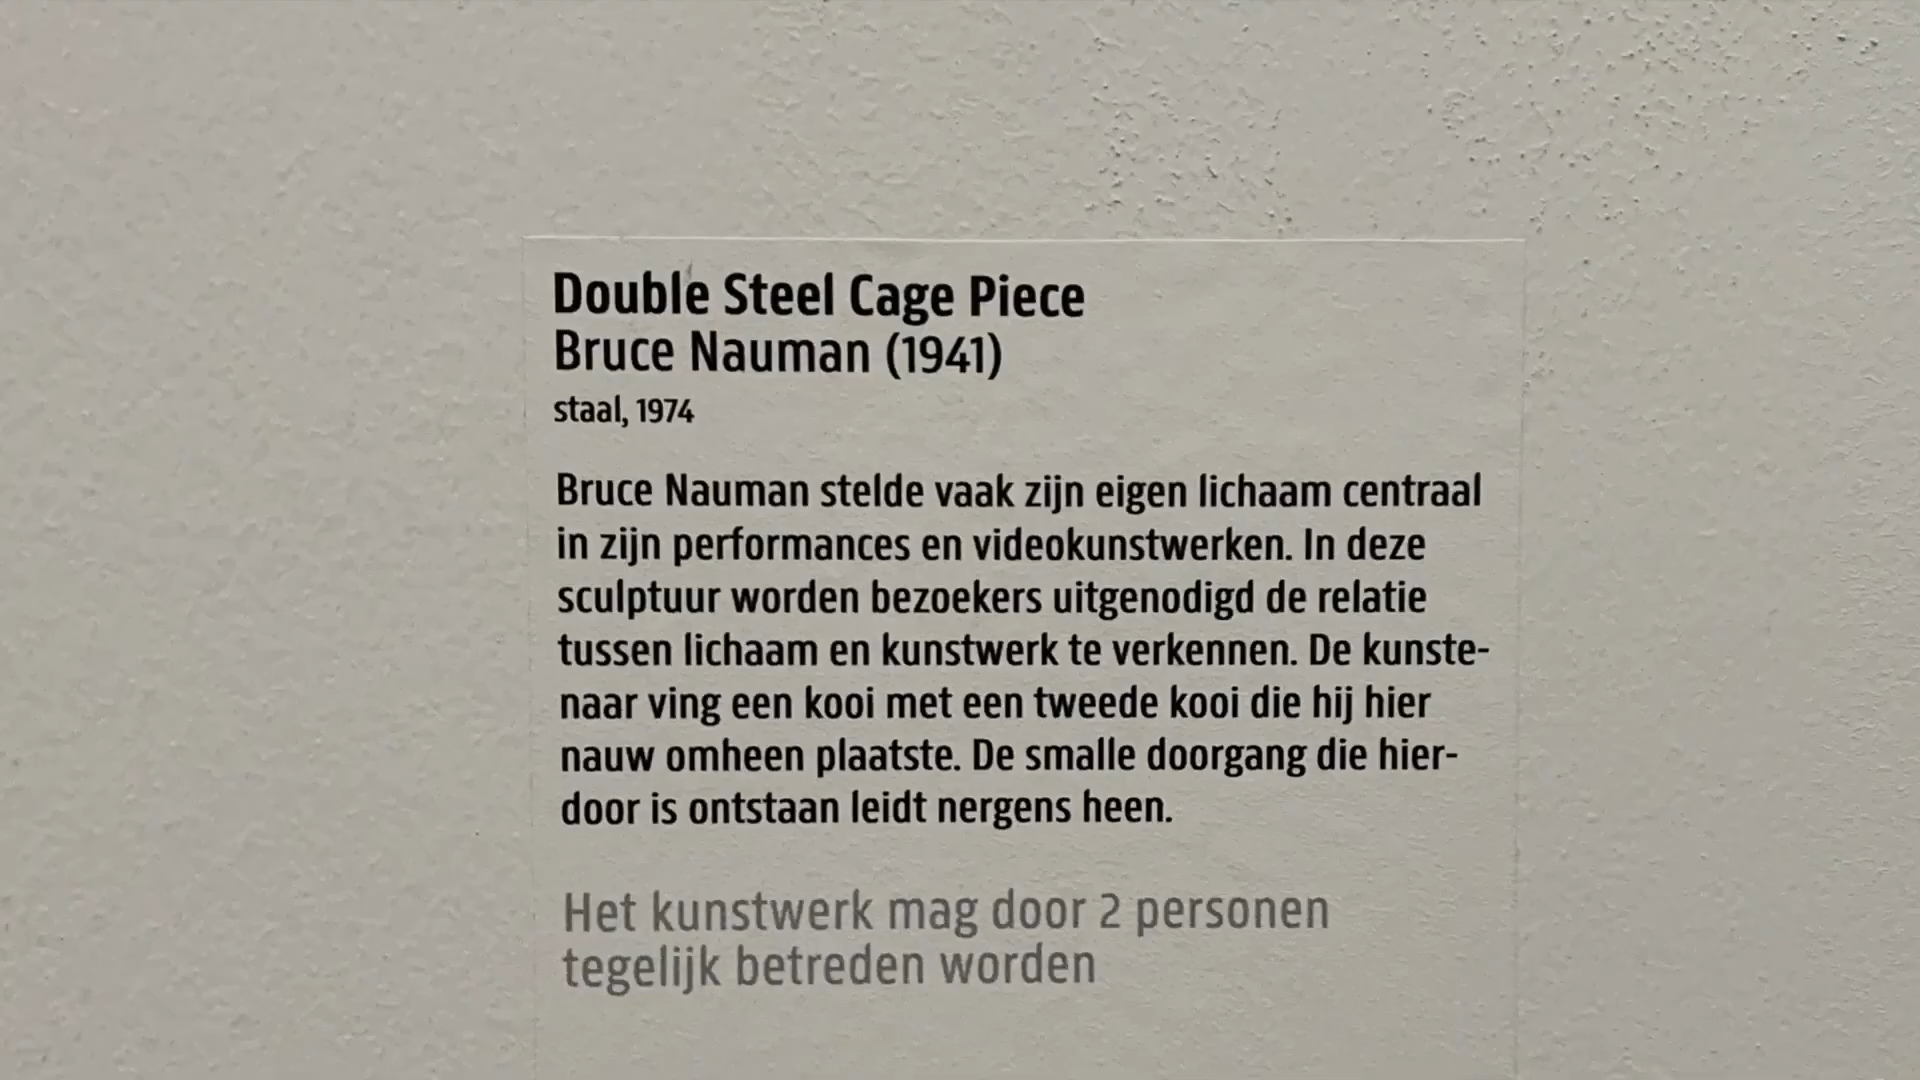 Double Steel Cage Piece
Bruce Nauman (1941)
staal, 1974
Bruce Nauman stelde vaak zijn eigen lichaam centraal
in zijn performances en videokunstwerken. In deze
sculptuur worden bezoekers uitgenodigd de relatie
tussen lichaam en kunstwerk te verkennen. De kunste-
naar ving een kooi met een tweede kooi die hij hier
nauw omheen plaatste. De smalle doorgang die hier-
door is ontstaan leidt nergens heen.
Het kunstwerk mag door 2 personen
tegelijk betreden worden